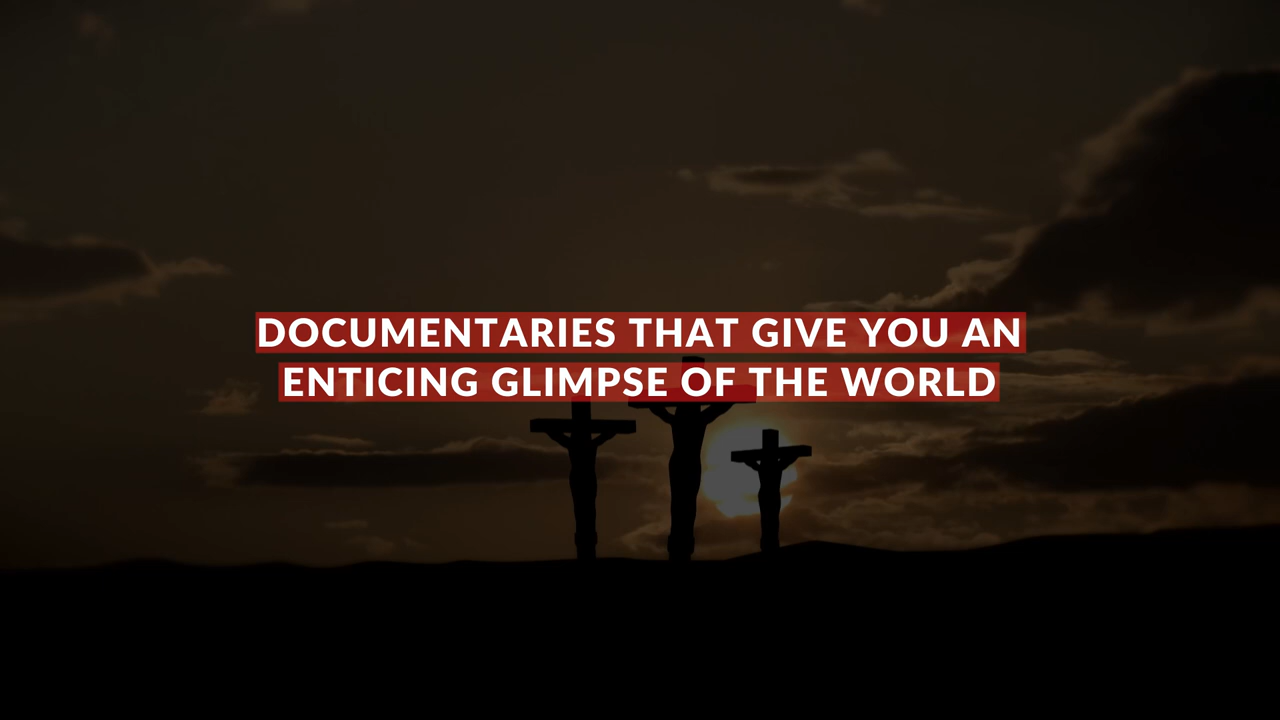 DOCUMENTARIES THAT GIVE YOU AN
ENTICING GLIMPSE OF THE WORLD